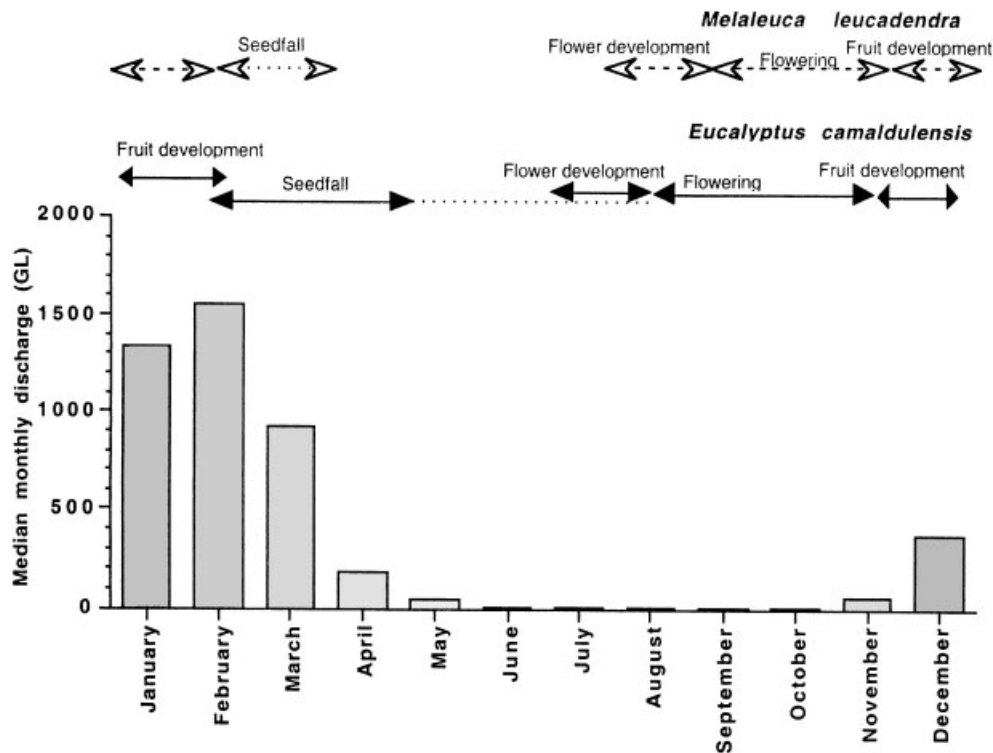 Melaleuca leucadendra
Seedfall
Flower development
Flowering
Fruit development
Eucalyptus camaldulensis
Fruit development
Seedfall
Flower development
Flowering
Fruit development
Median monthly discharge (GL)
2000
1500
1000
500
0
January
February
March
April
May
June
July
August
September
October
November
December